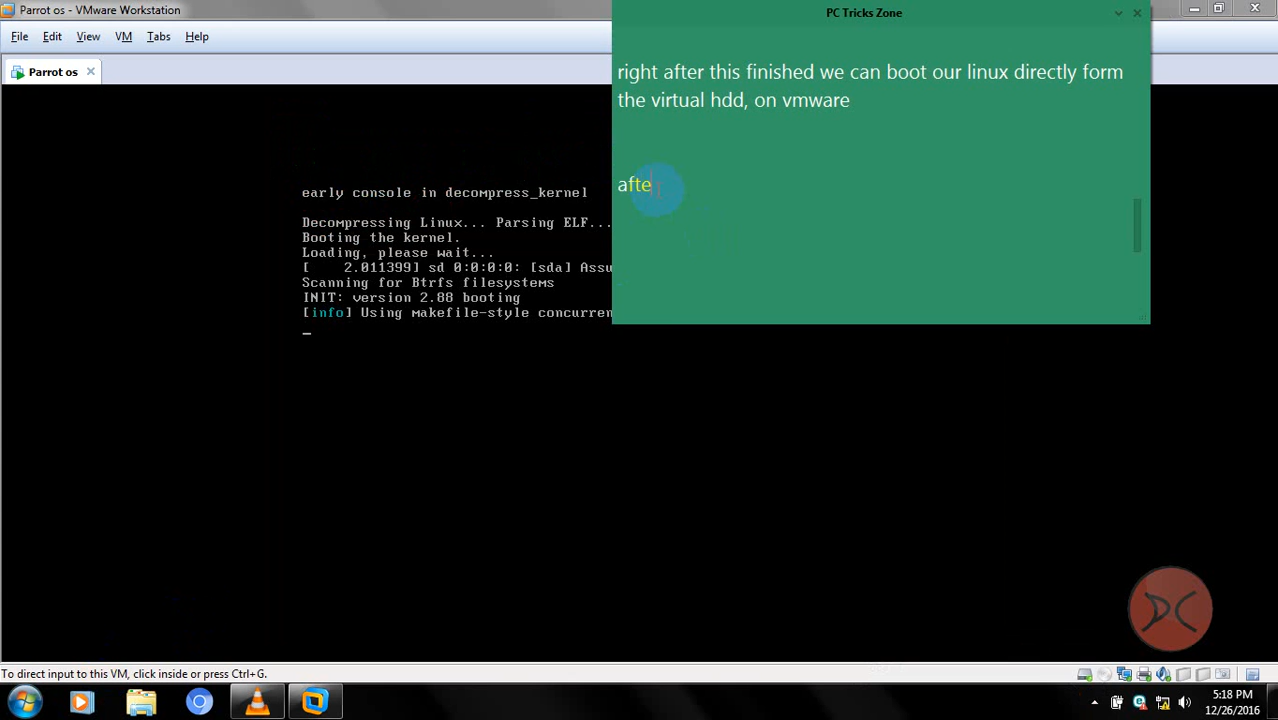 Parrot os - VMware Workstation
File Edit View VM Tabs Help
Parrot os
PC Tricks Zone
right after this finished we can boot our linux directly form
the virtual hdd, on vmware
afte
early console in decompress_kernel
Decompressing Linux... Parsing ELF...
Booting the kernel.
Loading, please wait...
[    2.011399] sd 0:0:0:0: [sda] Assu
Scanning for Btrfs filesystems
INIT: version 2.88 booting
[info] Using makefile-style concurren
PC
To direct input to this VM, click inside or press Ctrl+G.
5:18 PM
12/26/2016